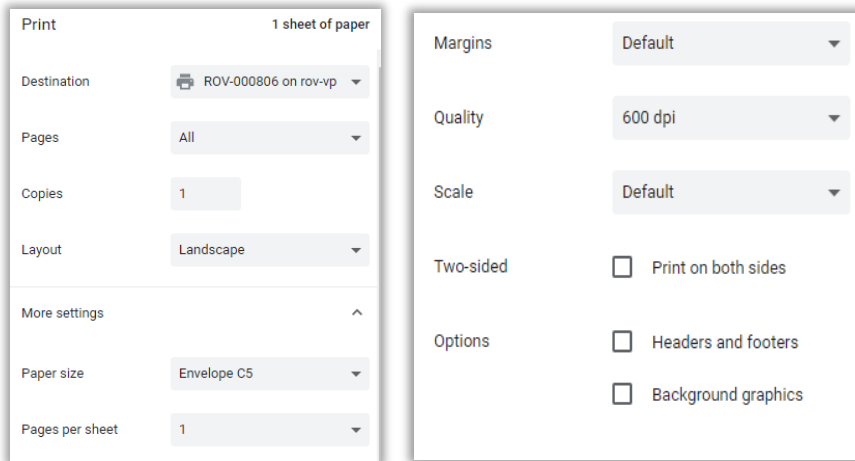 Print 1 sheet of paper
Destination ROV-000806 on rov-vp
Pages All
Copies 1
Layout Landscape
More settings
Paper size Envelope C5
Pages per sheet 1
Margins Default
Quality 600 dpi
Scale Default
Two-sided Print on both sides
Options Headers and footers
Background graphics